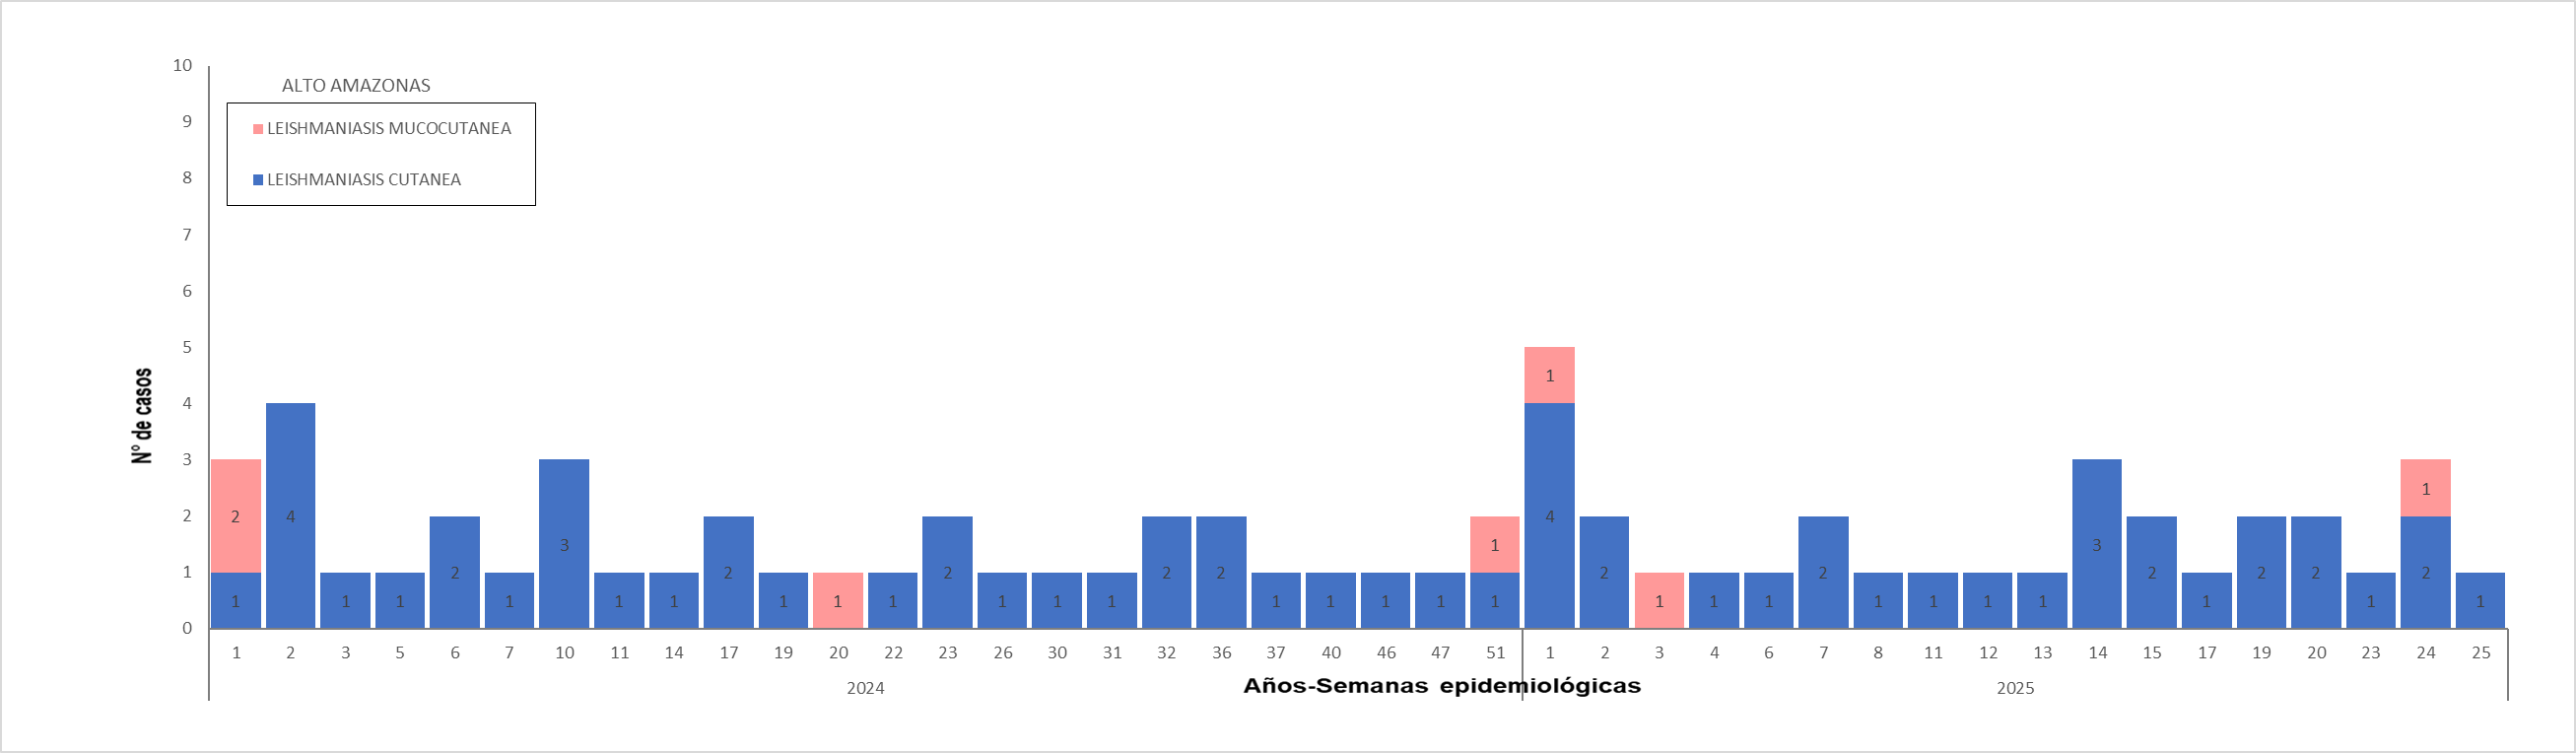 ALTO AMAZONAS
LEISHMANIASIS MUCOCUTANEA
LEISHMANIASIS CUTANEA
N° de casos
10
9
8
7
6
5
4
3
2
1
0
2 1 1 1
1 4 1 1 2 1 3 1 1 2 1 1 1 2 1 1 1 2 2 1 1 1 1 1 4 2 1 1 1 2 1 1 1 1 3 2 1 2 2 1 2 1
1 2 3 5 6 7 10 11 14 17 19 20 22 23 26 30 31 32 36 37 40 46 47 51 1 2 3 4 6 7 8 11 12 13 14 15 17 19 20 23 24 25
2024 2025
Años-Semanas epidemiológicas